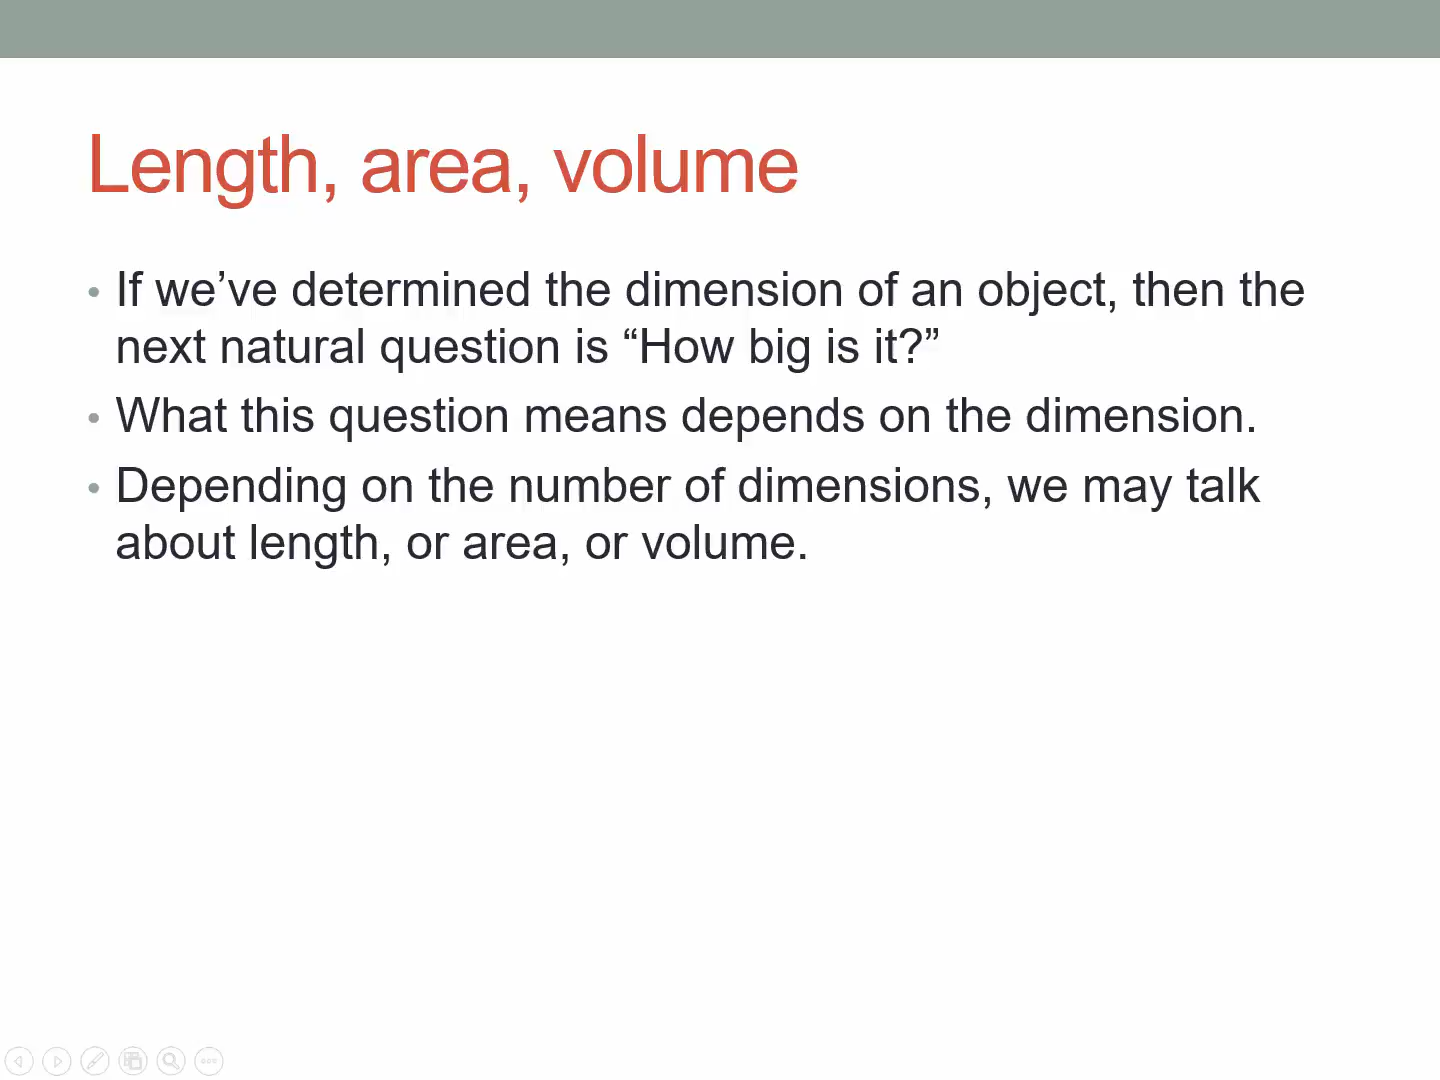 Length, area, volume
• If we’ve determined the dimension of an object, then the
next natural question is “How big is it?”
• What this question means depends on the dimension.
• Depending on the number of dimensions, we may talk
about length, or area, or volume.